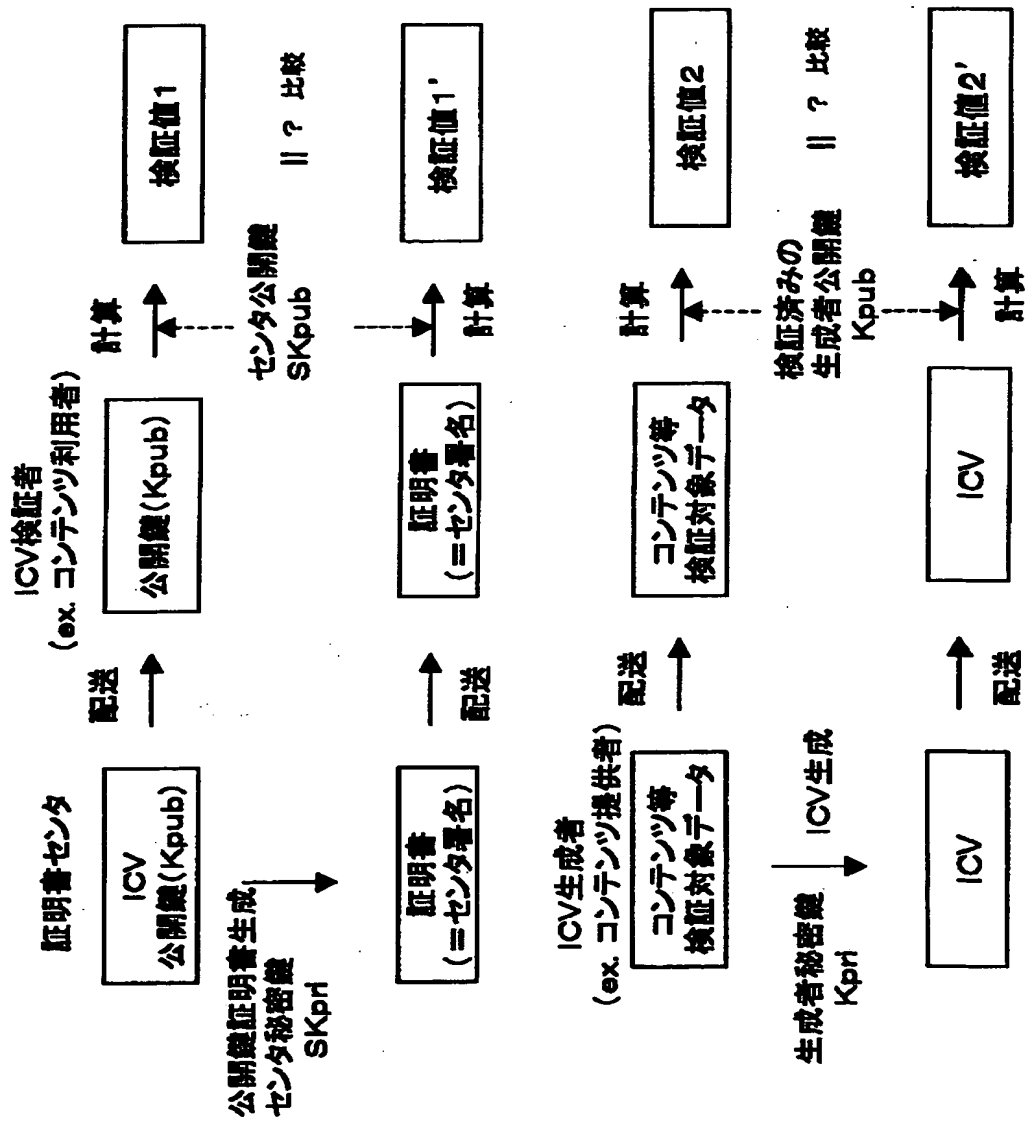 証明書センタ
ICV
公開鍵(Kpub)
配送
ICV検証者
(ex. コンテンツ利用者)
公開鍵(Kpub)
計算
検証値1
公開鍵証明書生成
センタ秘密鍵
SKpri
センタ公開鍵
SKpub
|| ? 比較
証明書
(=センタ署名)
配送
証明書
(=センタ署名)
計算
検証値1'
ICV生成者
(ex. コンテンツ提供者)
コンテンツ等
検証対象データ
配送
コンテンツ等
検証対象データ
計算
検証値2
生成者秘密鍵
Kpri
ICV生成
検証済みの
生成者公開鍵
Kpub
|| ? 比較
ICV
配送
ICV
計算
検証値2'